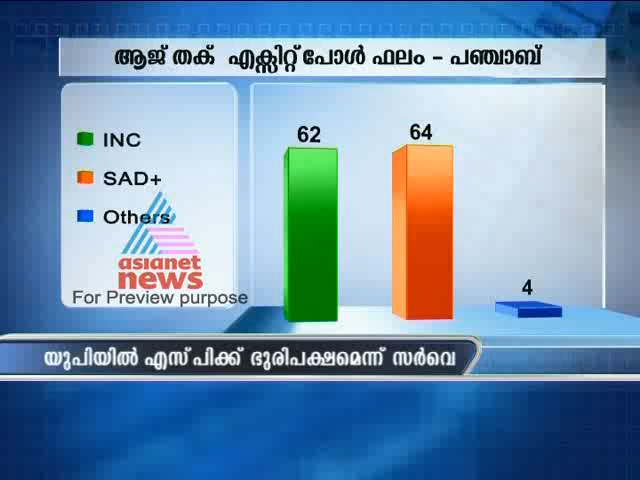 ആജ് തക് എക്സിറ്റ് പോൾ ഫലം - പഞ്ചാബ്
INC
SAD+
Others
62
64
4
asianet
news
For Preview purpose
യുപിയിൽ എസ് പിക്ക് ഭുരിപക്ഷമെന്ന് സർവെ